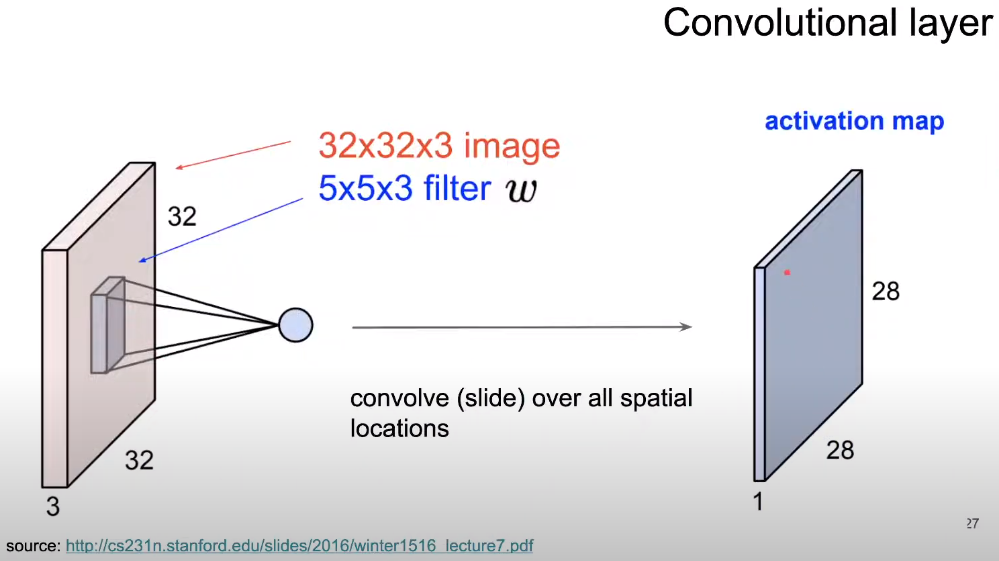 Convolutional layer
activation map
32x32x3 image
5x5x3 filter w
32
32
3
convolve (slide) over all spatial
locations
28
28
1
27
source: http://cs231n.stanford.edu/slides/2016/winter1516_lecture7.pdf